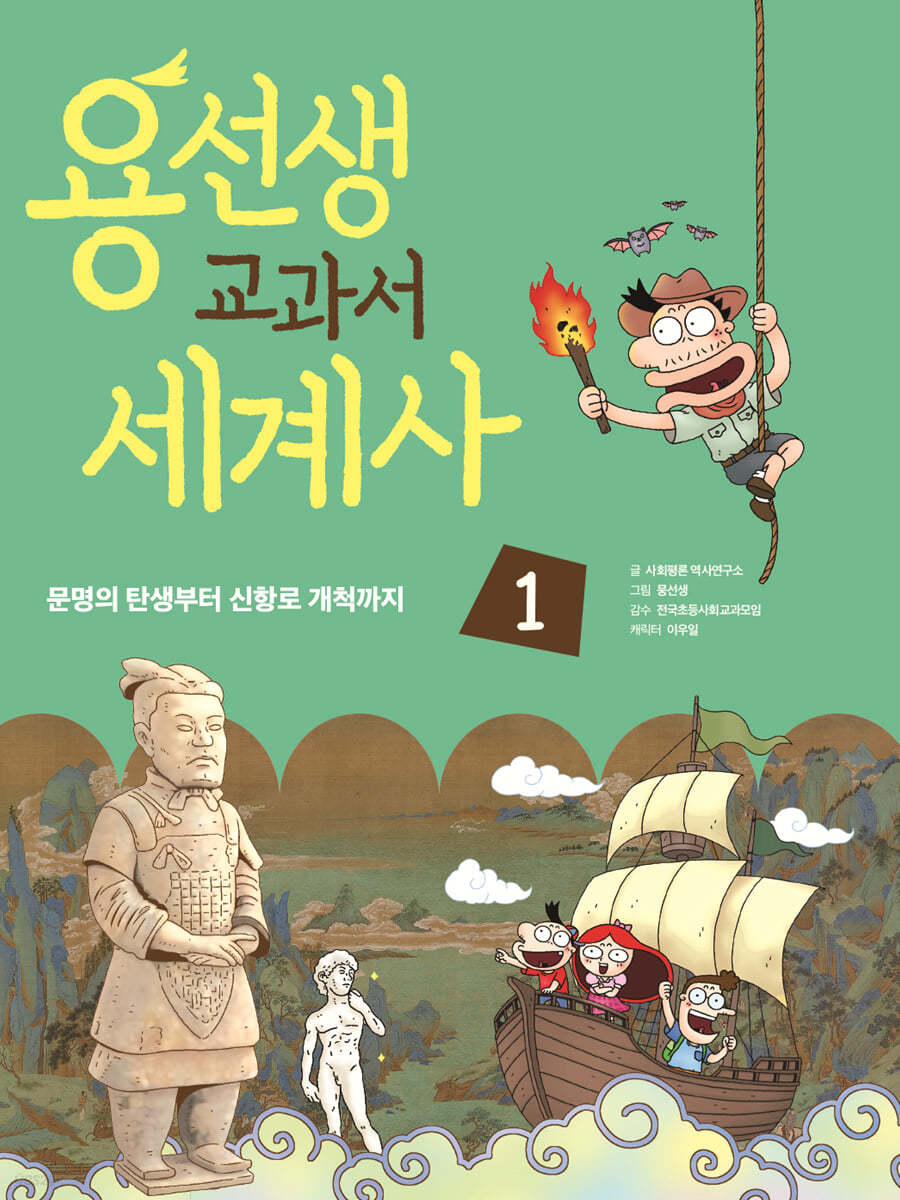 용선생
교과서
세계사
문명의 탄생부터 신항로 개척까지
1
글 사회평론 역사연구소
그림 뭉선생
감수 전국초등사회교과모임
캐릭터 이우일